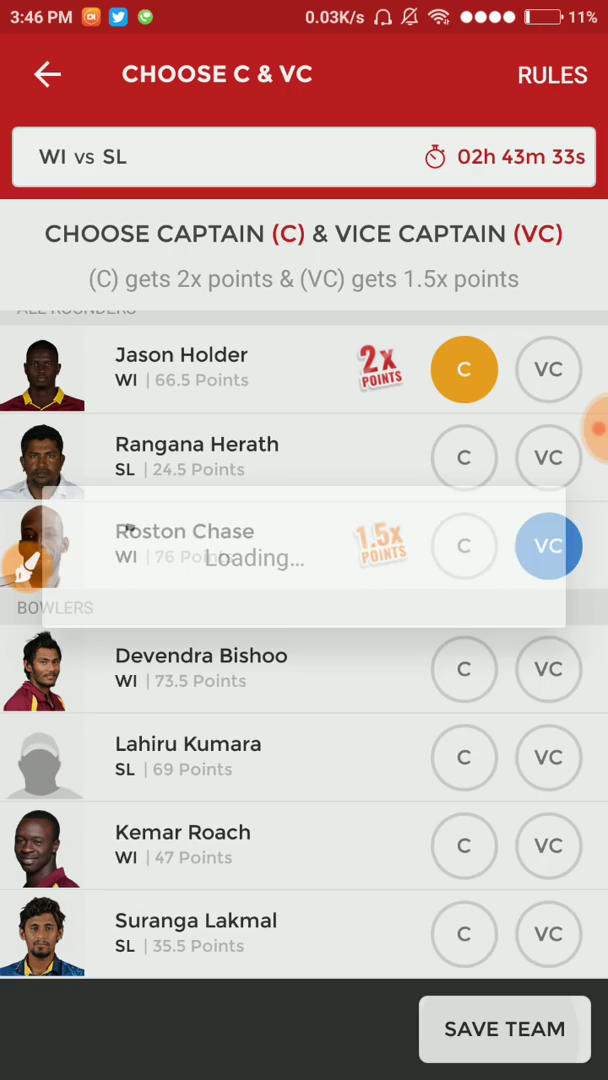 3:46 PM 0.03K/s 11%
CHOOSE C & VC RULES
WI vs SL 02h 43m 33s
CHOOSE CAPTAIN (C) & VICE CAPTAIN (VC)
(C) gets 2x points & (VC) gets 1.5x points
ALL ROUNDERS
Jason Holder
WI | 66.5 Points
2x POINTS
C VC
Rangana Herath
SL | 24.5 Points
C VC
Roston Chase
WI | 76 Points
1.5x POINTS
C VC
Loading...
BOWLERS
Devendra Bishoo
WI | 73.5 Points
C VC
Lahiru Kumara
SL | 69 Points
C VC
Kemar Roach
WI | 47 Points
C VC
Suranga Lakmal
SL | 35.5 Points
C VC
SAVE TEAM